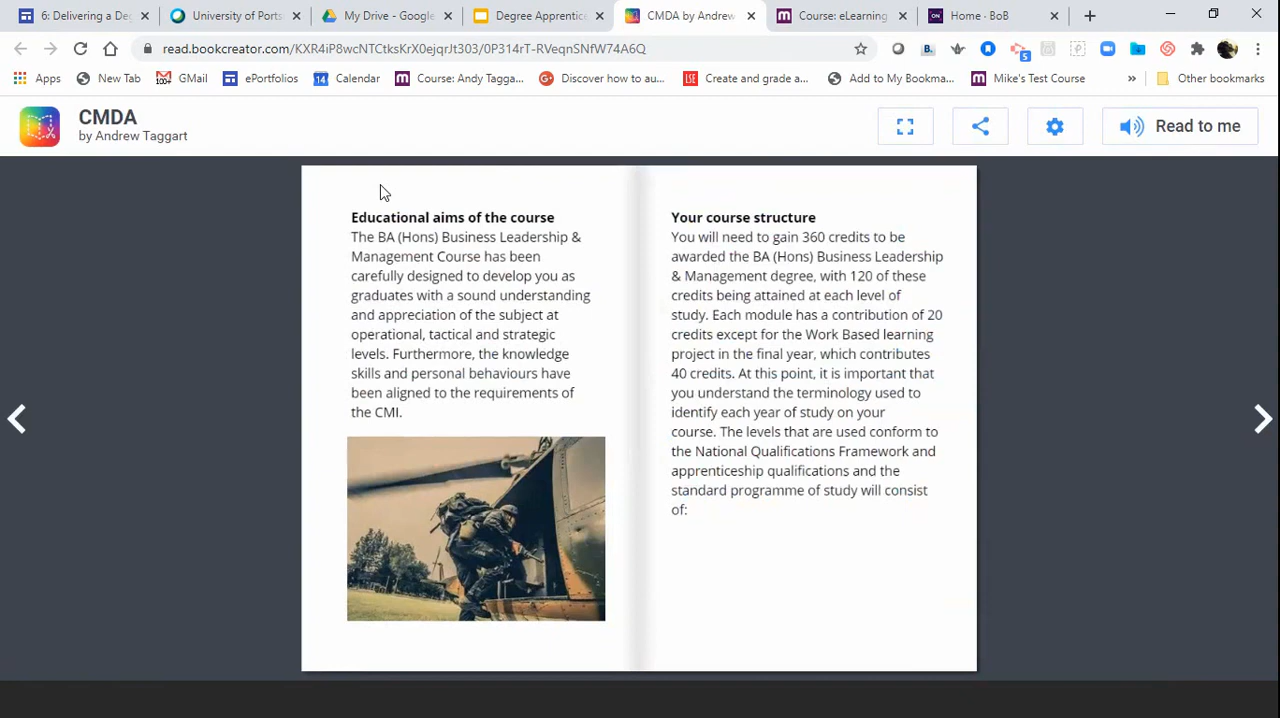 6: Delivering a De
University of Ports
My Drive - Google
Degree Apprentic
CMDA by Andrew
Course: eLearning
Home - BoB
read.bookcreator.com/KXR4iP8wcNTCtksKrX0ejqrJt303/0P314rT-RVeqnSNfW74A6Q
Apps
New Tab
GMail
ePortfolios
Calendar
Course: Andy Tagga...
Discover how to au...
Create and grade a...
Add to My Bookma...
Mike's Test Course
»
Other bookmarks
CMDA
by Andrew Taggart
Read to me
Educational aims of the course
The BA (Hons) Business Leadership &
Management Course has been
carefully designed to develop you as
graduates with a sound understanding
and appreciation of the subject at
operational, tactical and strategic
levels. Furthermore, the knowledge
skills and personal behaviours have
been aligned to the requirements of
the CMI.
Your course structure
You will need to gain 360 credits to be
awarded the BA (Hons) Business Leadership
& Management degree, with 120 of these
credits being attained at each level of
study. Each module has a contribution of 20
credits except for the Work Based learning
project in the final year, which contributes
40 credits. At this point, it is important that
you understand the terminology used to
identify each year of study on your
course. The levels that are used conform to
the National Qualifications Framework and
apprenticeship qualifications and the
standard programme of study will consist
of: